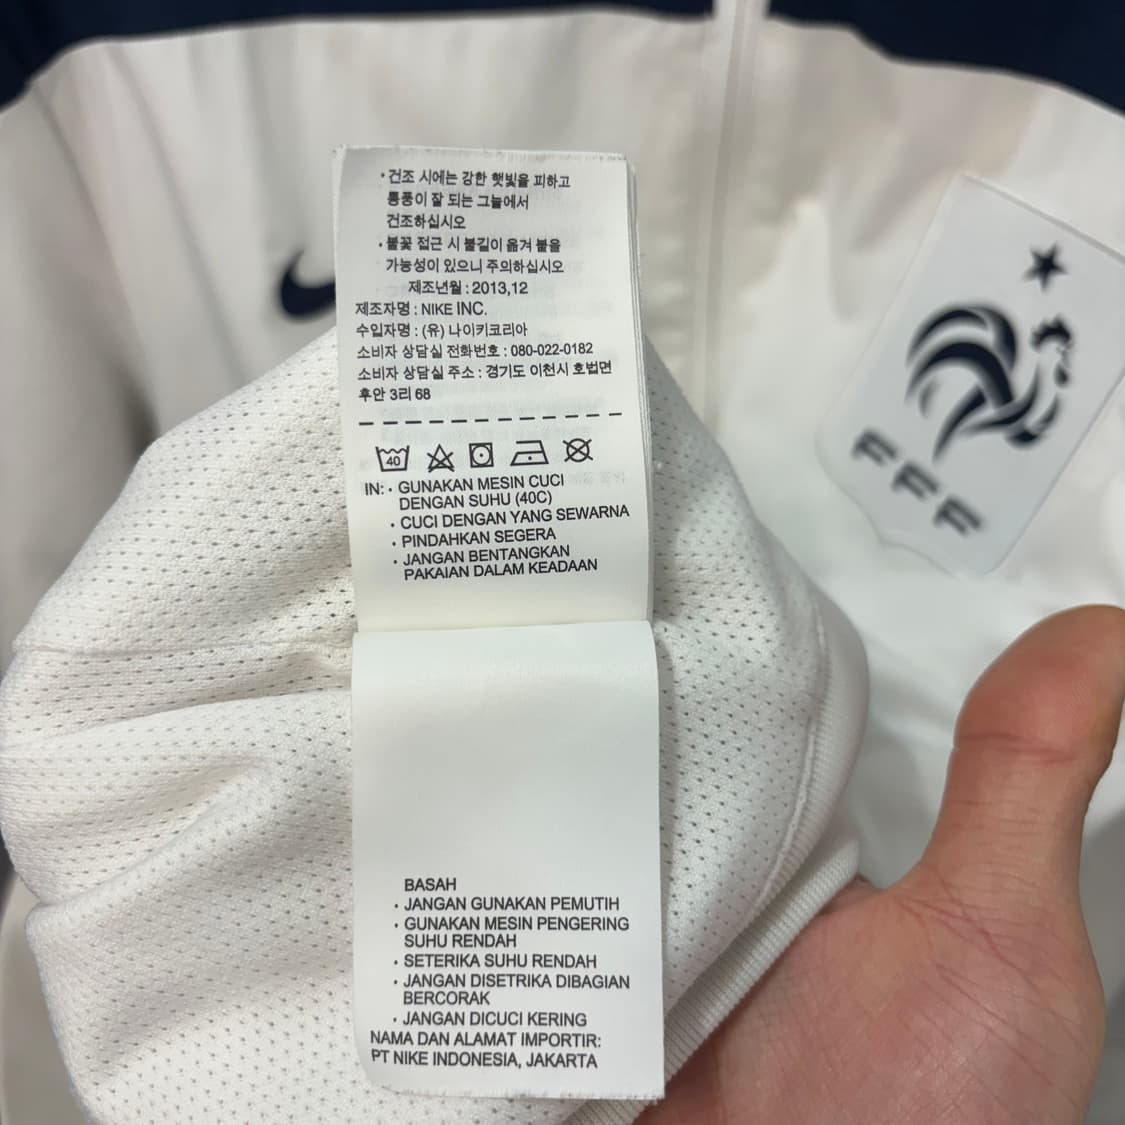 ·건조 시에는 강한 햇빛을 피하고
통풍이 잘 되는 그늘에서
건조하십시오
·불꽃 접근 시 불길이 옮겨 붙을
가능성이 있으니 주의하십시오
제조년월 : 2013,12
제조자명 : NIKE INC.
수입자명 : (유) 나이키코리아
소비자 상담실 전화번호 : 080-022-0182
소비자 상담실 주소 : 경기도 이천시 호법면
후안 3리 68
40
IN: · GUNAKAN MESIN CUCI
DENGAN SUHU (40C)
· CUCI DENGAN YANG SEWARNA
· PINDAHKAN SEGERA
· JANGAN BENTANGKAN
PAKAIAN DALAM KEADAAN
BASAH
· JANGAN GUNAKAN PEMUTIH
· GUNAKAN MESIN PENGERING
SUHU RENDAH
· SETERIKA SUHU RENDAH
· JANGAN DISETRIKA DIBAGIAN
BERCORAK
· JANGAN DICUCI KERING
NAMA DAN ALAMAT IMPORTIR:
PT NIKE INDONESIA, JAKARTA
FFF